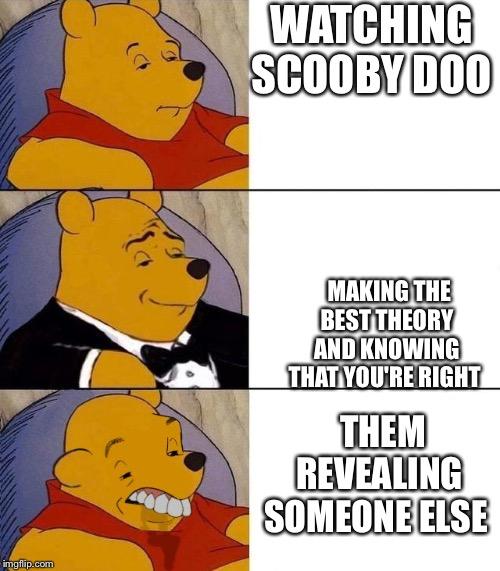 WATCHING
SCOOBY DOO
MAKING THE
BEST THEORY
AND KNOWING
THAT YOU'RE RIGHT
THEM
REVEALING
SOMEONE ELSE
imgflip.com